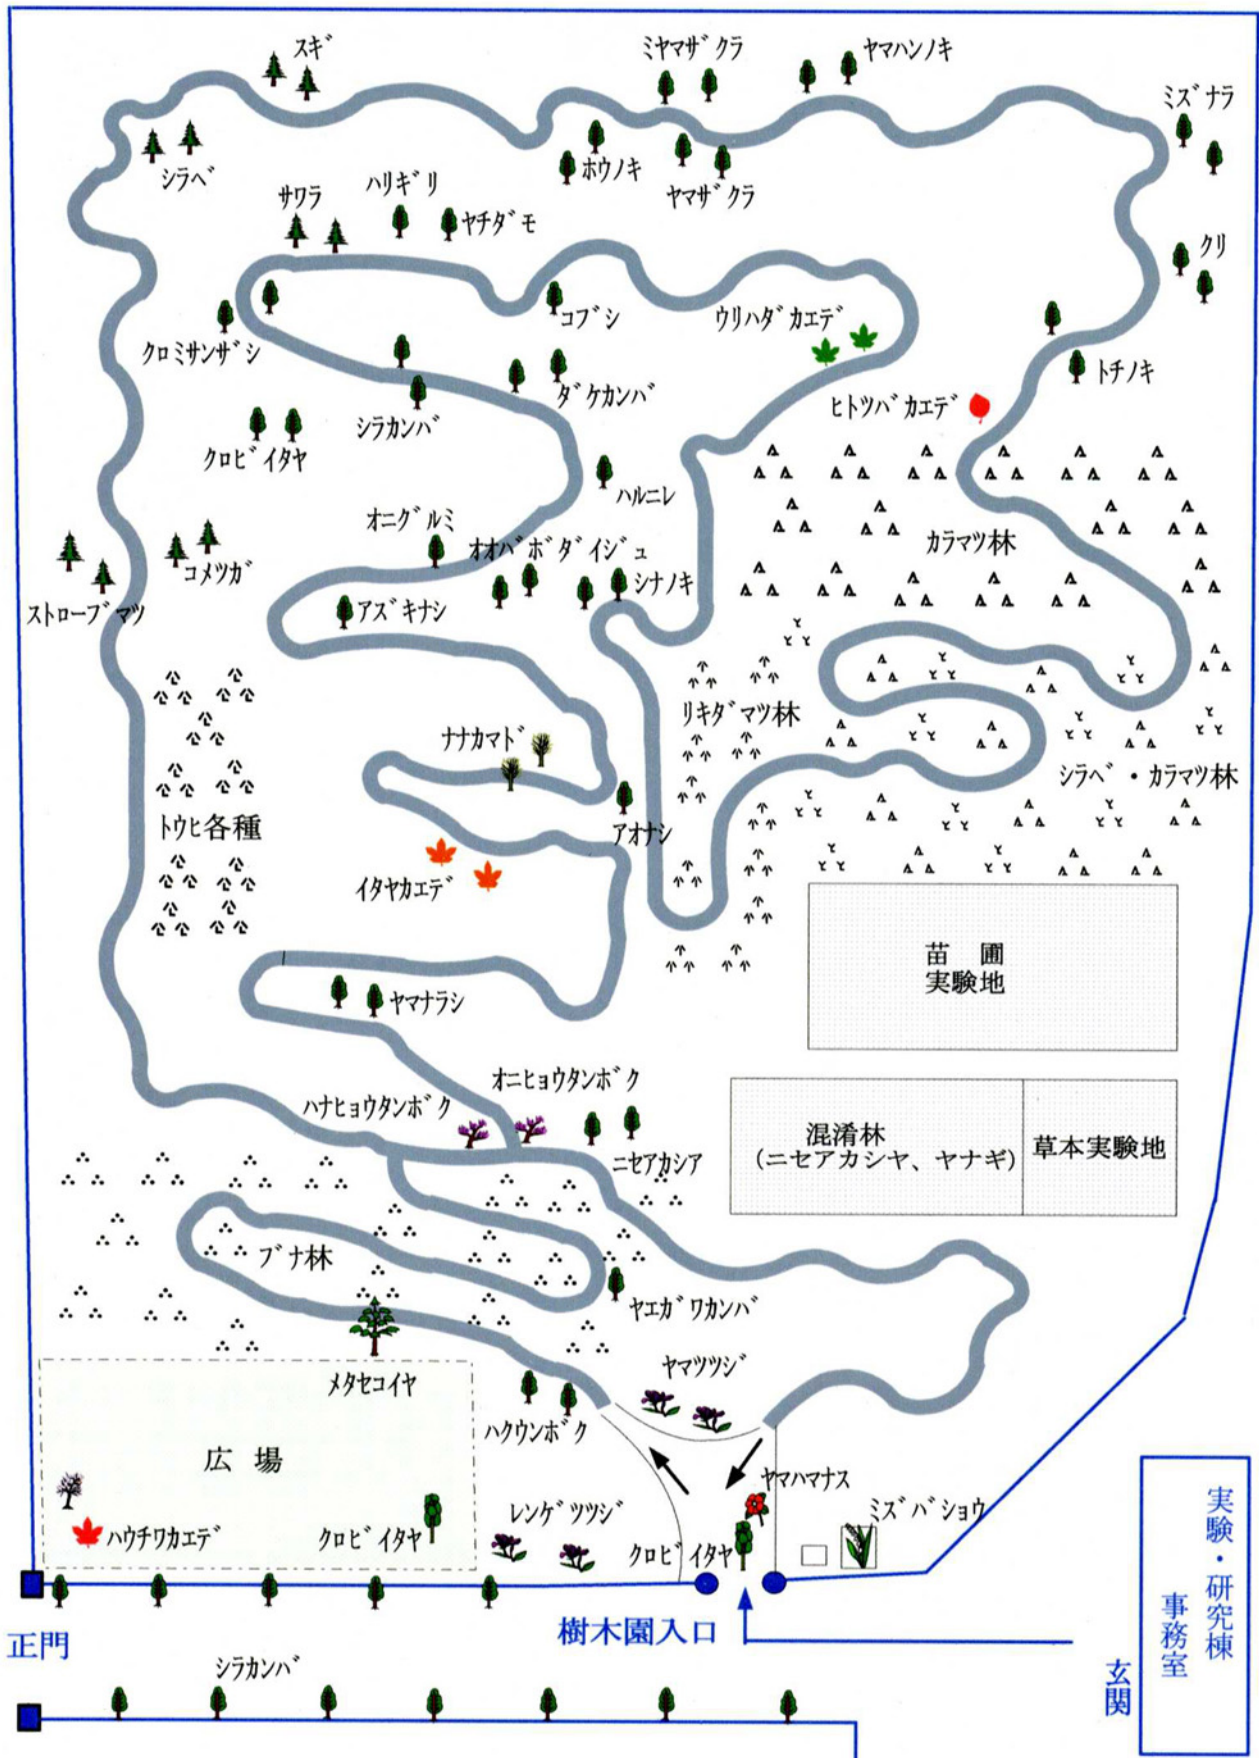 スギ
ミヤマザクラ
ヤマハンノキ
ミズナラ
シラベ
ホウノキ
ヤマザクラ
サワラ
ハリギリ
ヤチダモ
クリ
コブシ
ウリハダカエデ
クロミサンザシ
ダケカンバ
トチノキ
ヒトツバカエデ
シラカンバ
クロビイタヤ
ハルニレ
オニグルミ
オオバボダイジュ
カラマツ林
コメツガ
シナノキ
ストローブマツ
アズキナシ
リキダマツ林
ナナカマド
シラベ・カラマツ林
トウヒ各種
アオナシ
イタヤカエデ
苗圃
実験地
ヤマナラシ
オニヒョウタンボク
ハナヒョウタンボク
混淆林
(ニセアカシヤ、ヤナギ)
草本実験地
ニセアカシア
ブナ林
ヤエガワカンバ
ヤマツツジ
メタセコイヤ
ハクウンボク
広場
ヤマハマナス
レンゲツツジ
ミズバショウ
ハウチワカエデ
クロビイタヤ
クロビイタヤ
実験・研究棟
事務室
玄関
樹木園入口
正門
シラカンバ